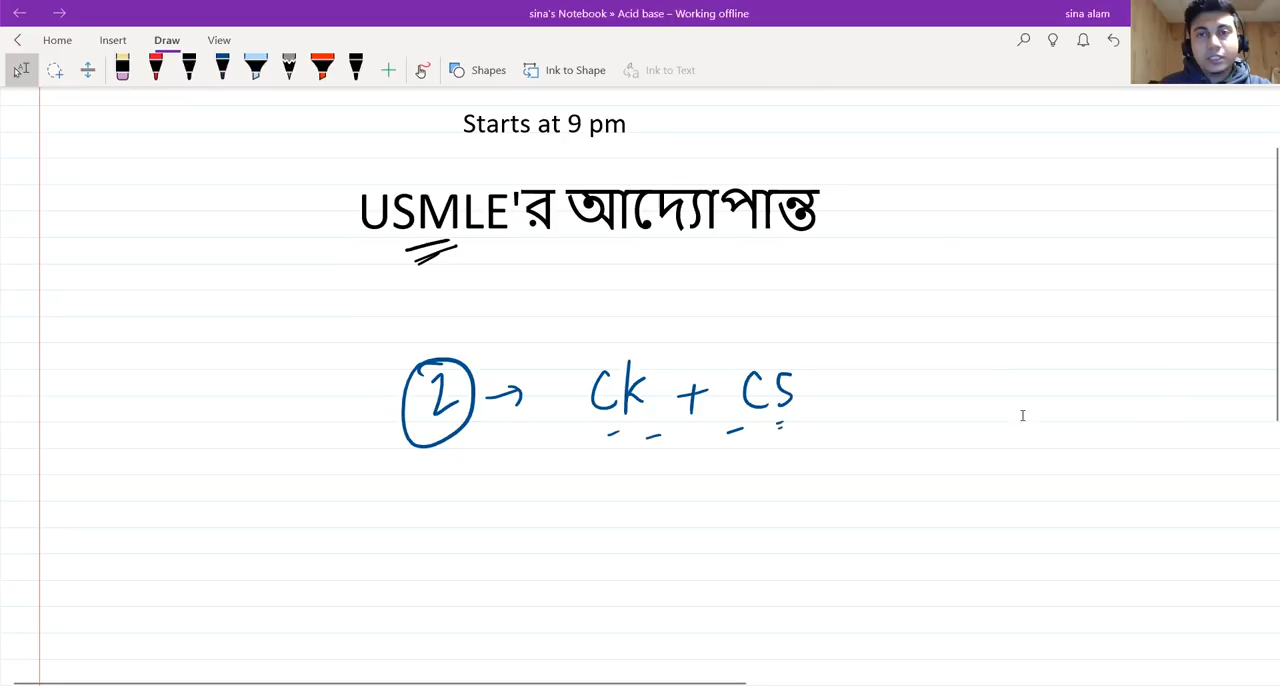 sina's Notebook » Acid base – Working offline
sina alam
Home Insert Draw View
Shapes Ink to Shape Ink to Text
Starts at 9 pm
USMLE'র আদ্যোপান্ত
2 → CK + CS